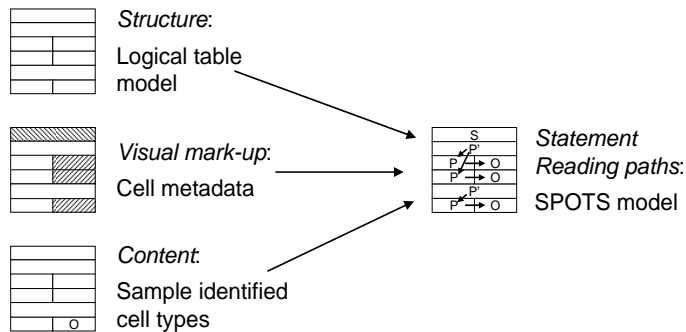 Structure:
Logical table
model
Visual mark-up:
Cell metadata
Content:
Sample identified
cell types
O
S
P'
P O
P O
P'
P O
Statement
Reading paths:
SPOTS model